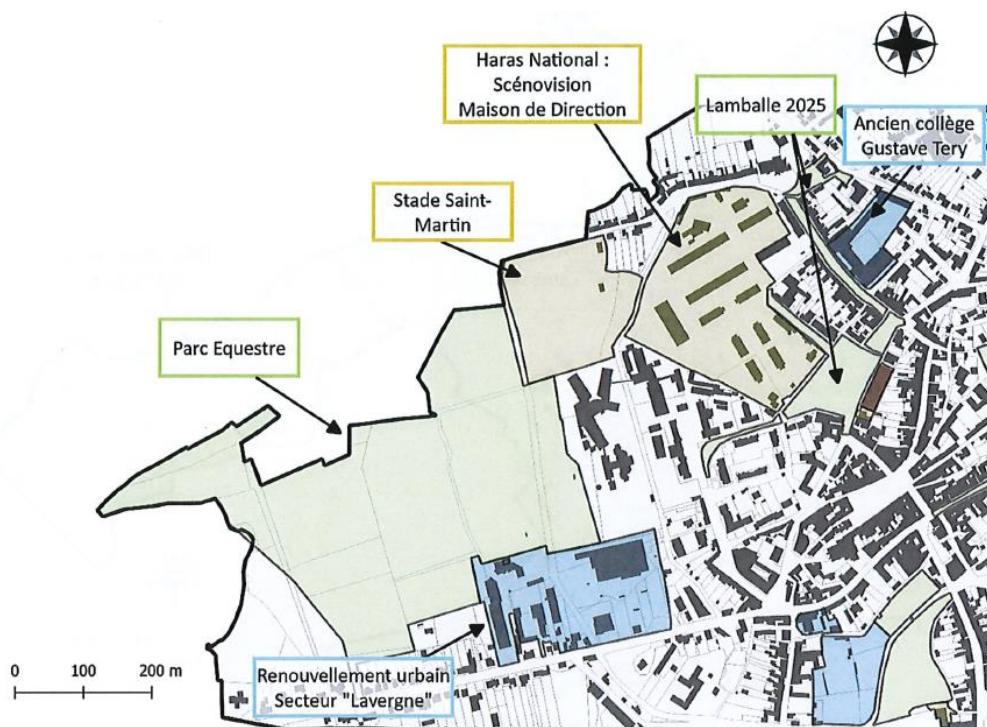 Haras National :
Scénovision
Maison de Direction
Lamballe 2025
Ancien collège
Gustave Tery
Stade Saint-
Martin
Parc Equestre
Renouvellement urbain
Secteur "Lavergne"
0 100 200 m